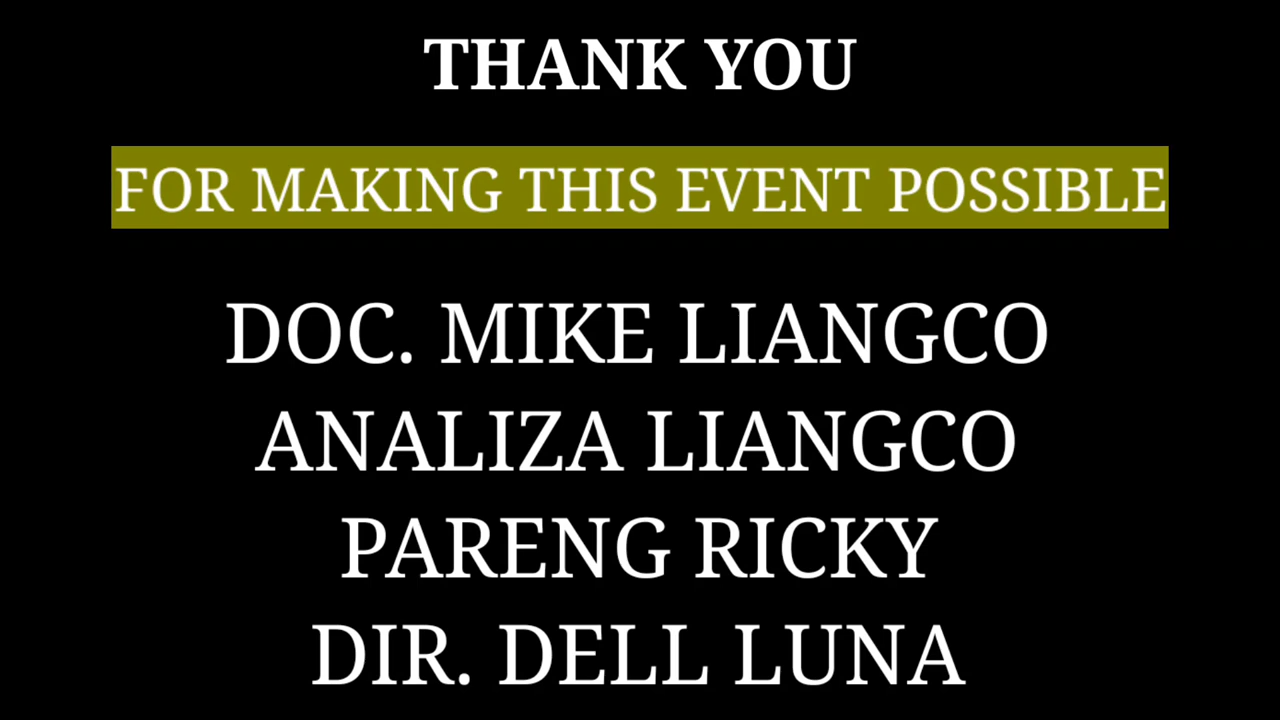 THANK YOU
FOR MAKING THIS EVENT POSSIBLE
DOC. MIKE LIANGCO
ANALIZA LIANGCO
PARENG RICKY
DIR. DELL LUNA